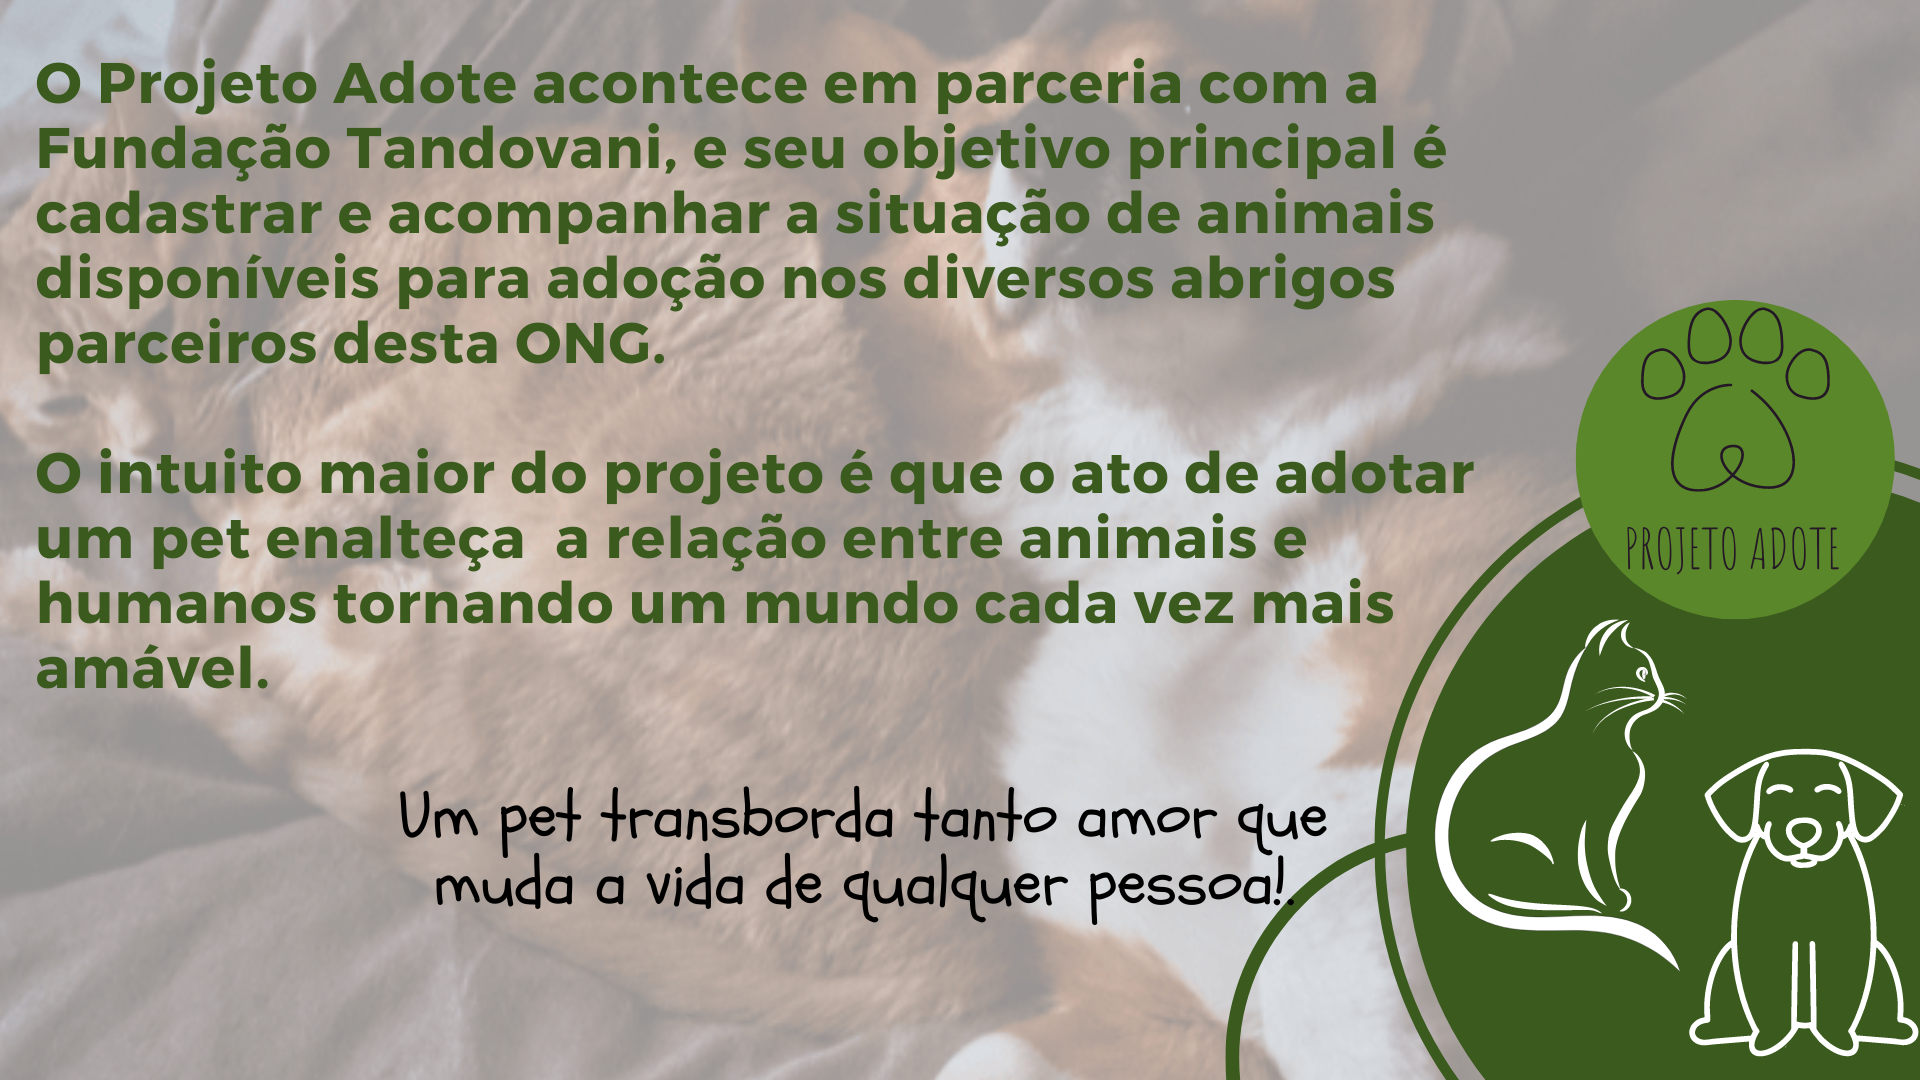 O Projeto Adote acontece em parceria com a
Fundação Tandovani, e seu objetivo principal é
cadastrar e acompanhar a situação de animais
disponíveis para adoção nos diversos abrigos
parceiros desta ONG.
O intuito maior do projeto é que o ato de adotar
um pet enalteça  a relação entre animais e
humanos tornando um mundo cada vez mais
amável.
PROJETO ADOTE
Um pet transborda tanto amor que
muda a vida de qualquer pessoa!.